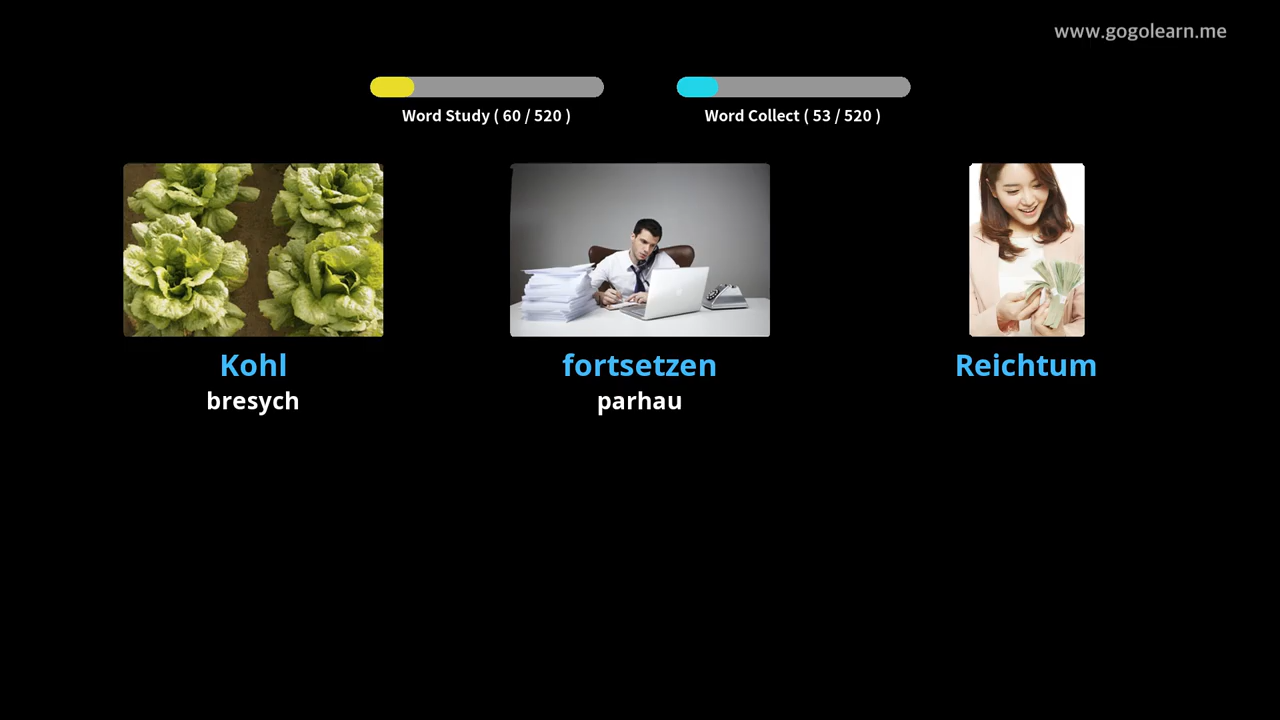 www.gogolearn.me
Word Study ( 60 / 520 )
Word Collect ( 53 / 520 )
Kohl
bresych
fortsetzen
parhau
Reichtum